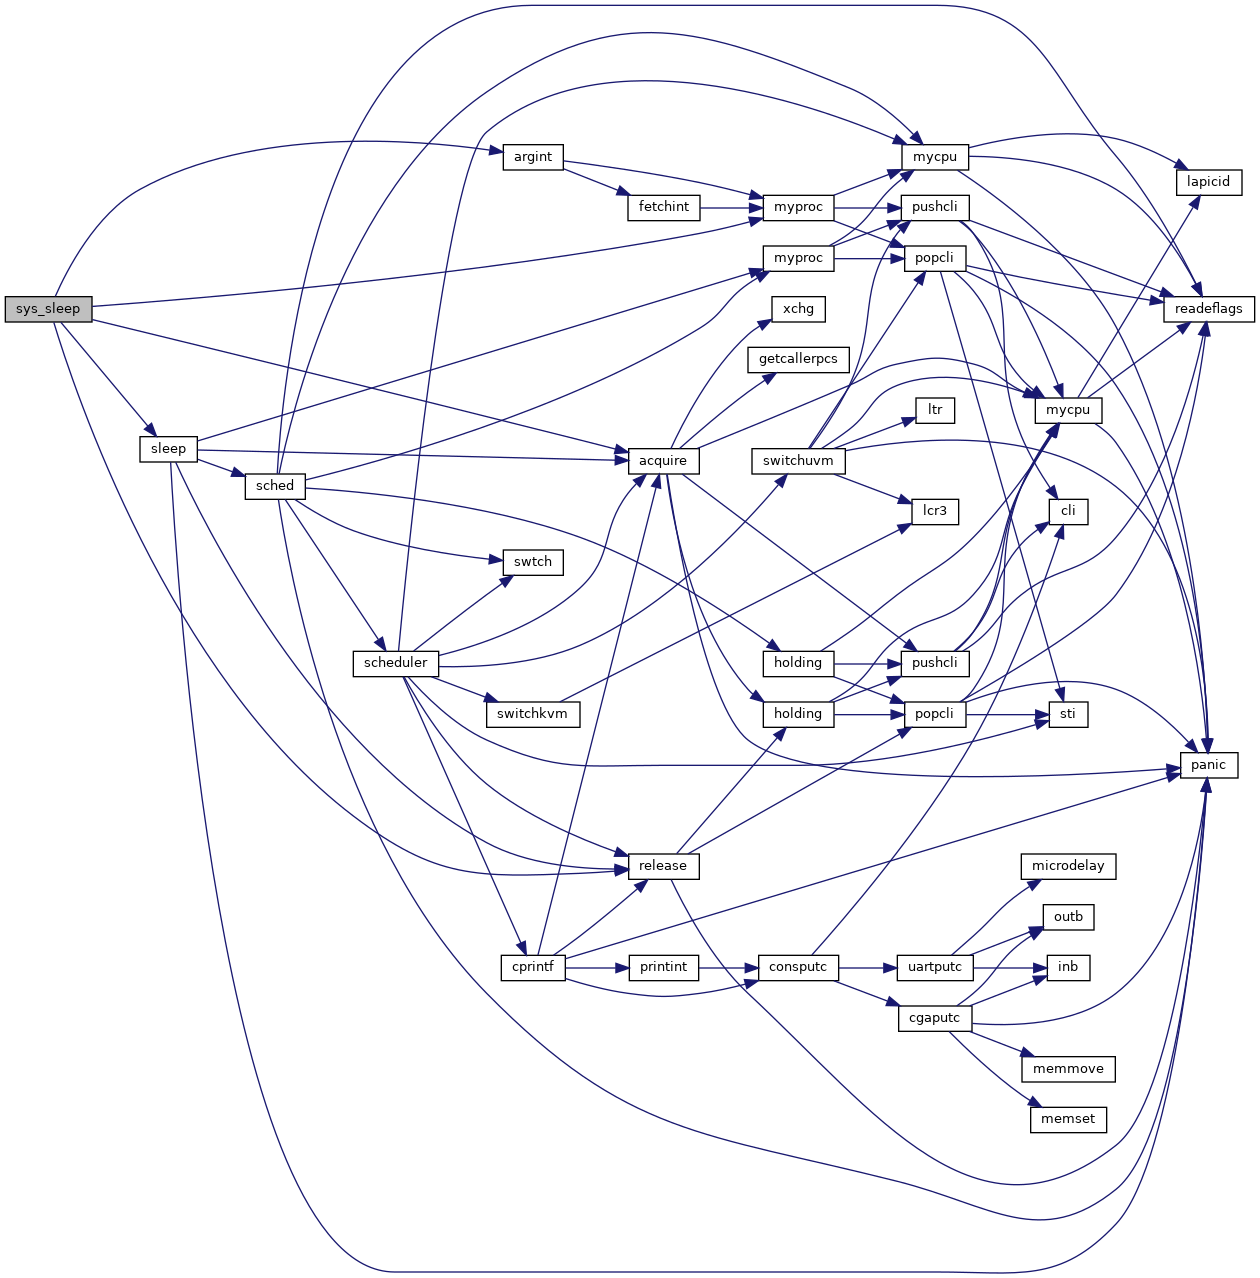 mycpu
argint
lapicid
fetchint
myproc
pushcli
myproc
popcli
sys_sleep
xchg
readeflags
getcallerpcs
ltr
mycpu
sleep
acquire
switchuvm
sched
lcr3
cli
swtch
scheduler
holding
pushcli
switchkvm
holding
popcli
sti
panic
release
microdelay
outb
cprintf
printint
consputc
uartputc
inb
cgaputc
memmove
memset